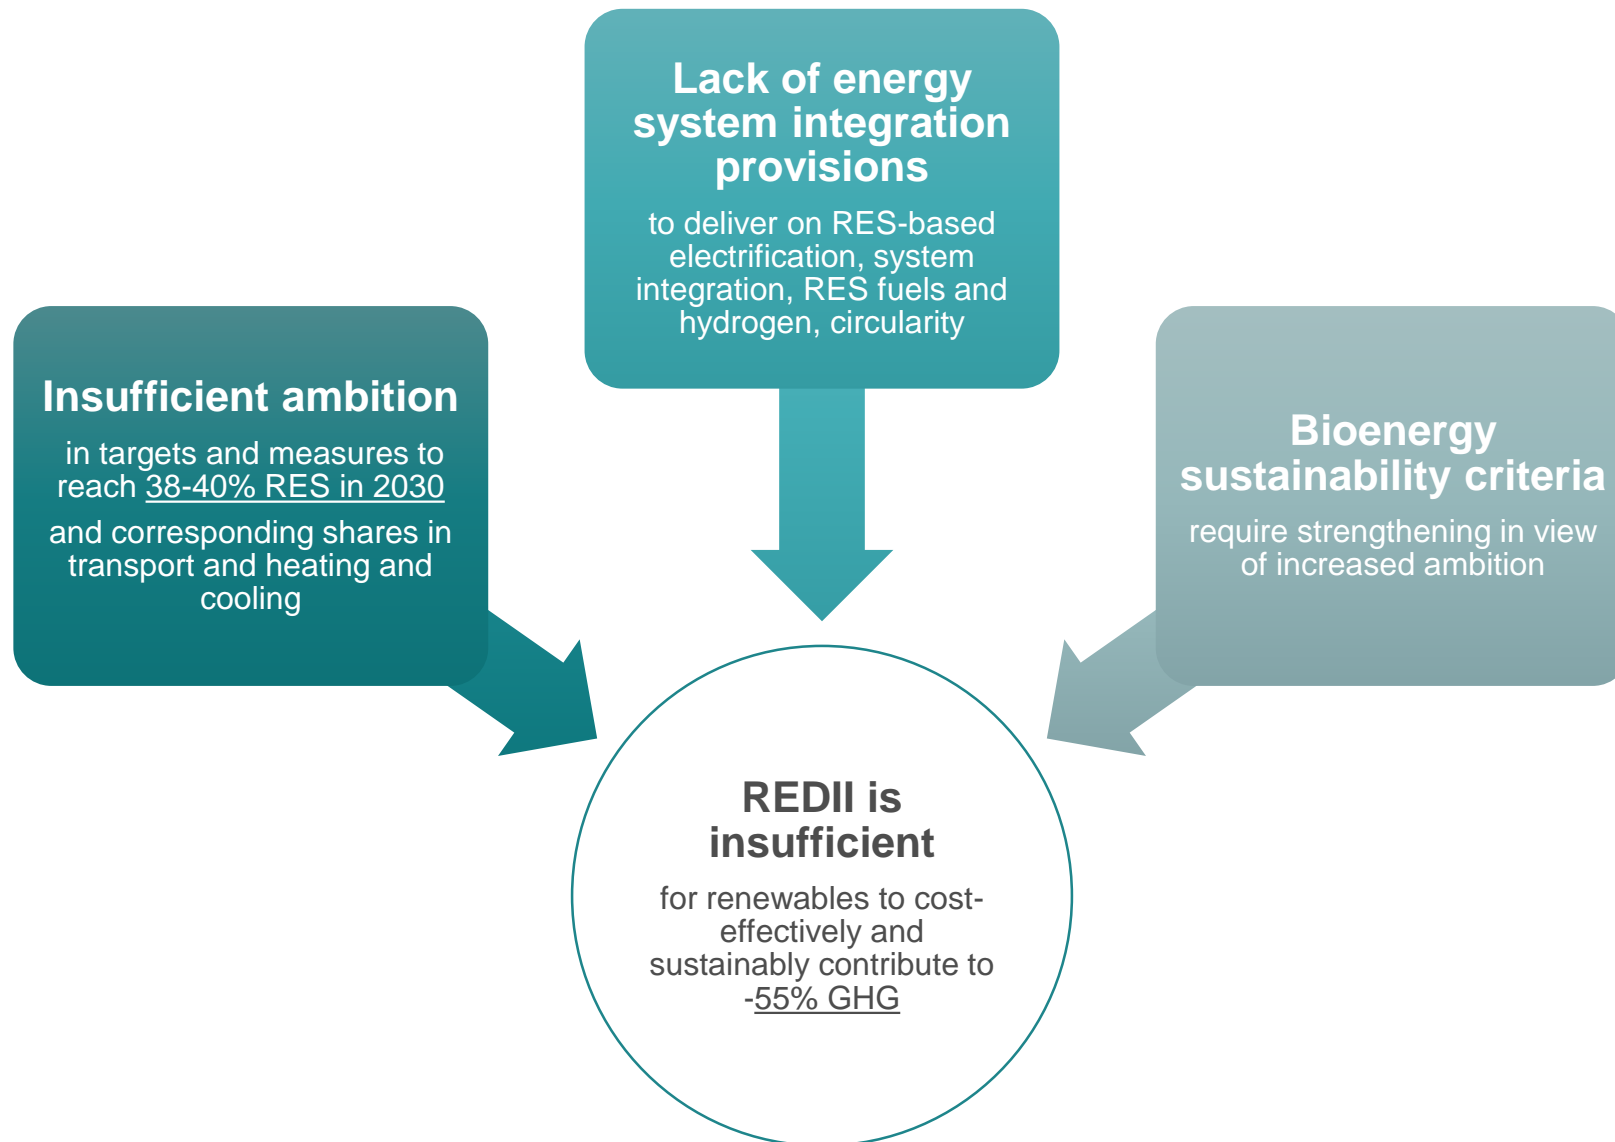 Lack of energy
system integration
provisions
to deliver on RES-based
electrification, system
integration, RES fuels and
hydrogen, circularity
Insufficient ambition
in targets and measures to
reach 38-40% RES in 2030
and corresponding shares in
transport and heating and
cooling
Bioenergy
sustainability criteria
require strengthening in view
of increased ambition
REDII is
insufficient
for renewables to cost-
effectively and
sustainably contribute to
-55% GHG